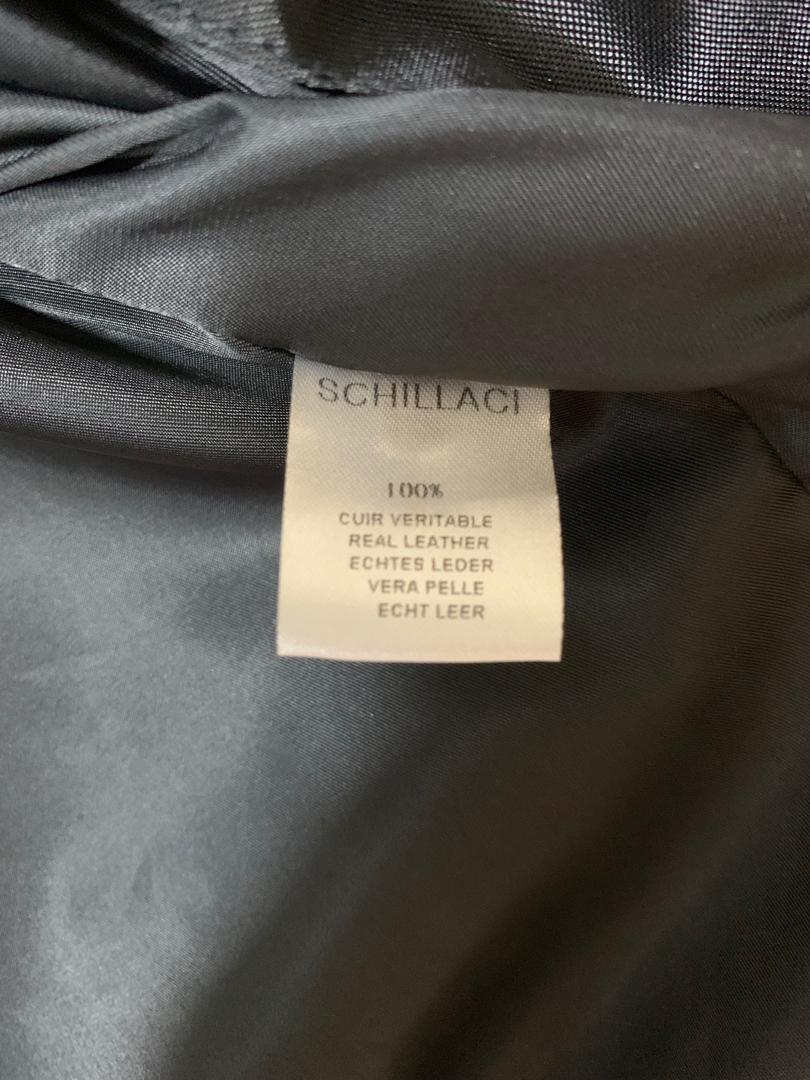 SCHILLACI
100%
CUIR VERITABLE
REAL LEATHER
ECHTES LEDER
VERA PELLE
ECHT LEER